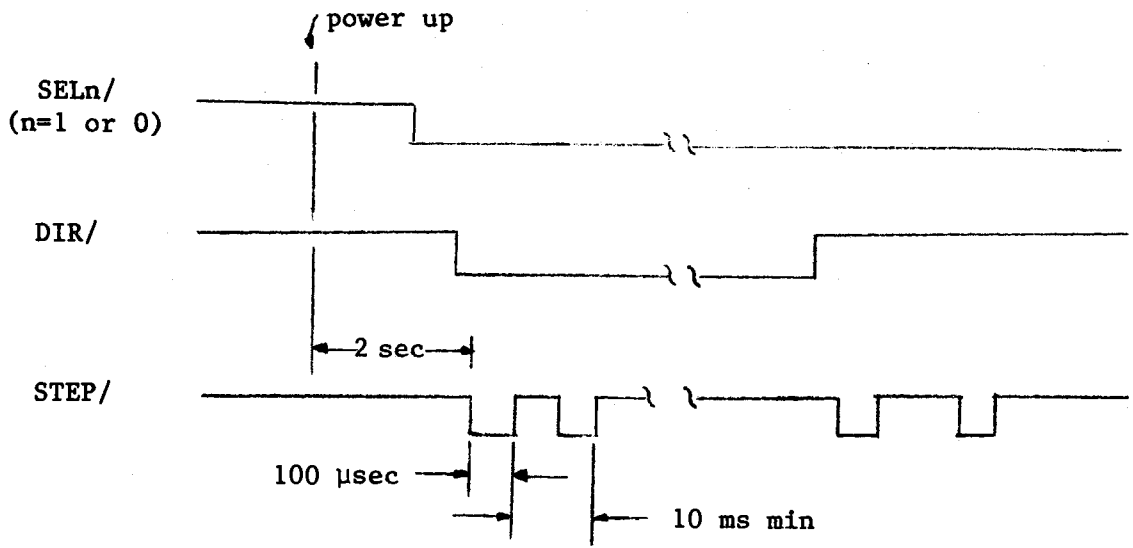 power up
SELn/
(n=1 or 0)
DIR/
2 sec
STEP/
100 µsec
10 ms min